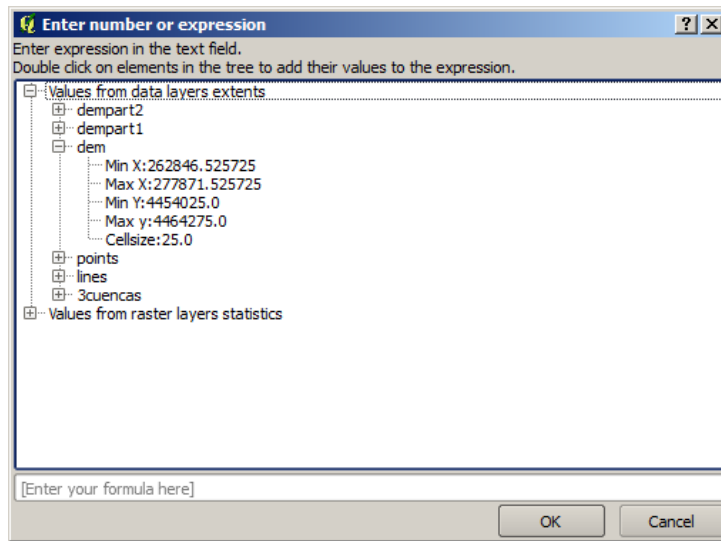 Enter number or expression
Enter expression in the text field.
Double click on elements in the tree to add their values to the expression.
Values from data layers extents
dempart2
dempart1
dem
Min X:262846.525725
Max X:277871.525725
Min Y:4454025.0
Max y:4464275.0
Cellsize:25.0
points
lines
3cuencas
Values from raster layers statistics
[Enter your formula here]
OK Cancel